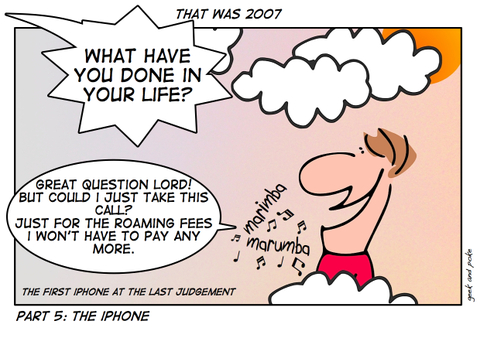 THAT WAS 2007
WHAT HAVE
YOU DONE IN
YOUR LIFE?
GREAT QUESTION LORD!
BUT COULD I JUST TAKE THIS
CALL?
JUST FOR THE ROAMING FEES
I WON'T HAVE TO PAY ANY
MORE.
marimba
marumba
THE FIRST IPHONE AT THE LAST JUDGEMENT
geek and poke
PART 5: THE IPHONE